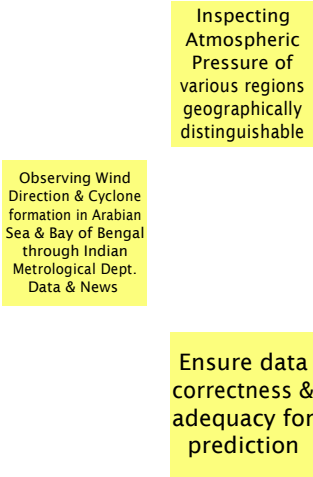 Inspecting
Atmospheric
Pressure of
various regions
geographically
distinguishable
Observing Wind
Direction & Cyclone
formation in Arabian
Sea & Bay of Bengal
through Indian
Metrological Dept.
Data & News
Ensure data
correctness &
adequacy for
prediction